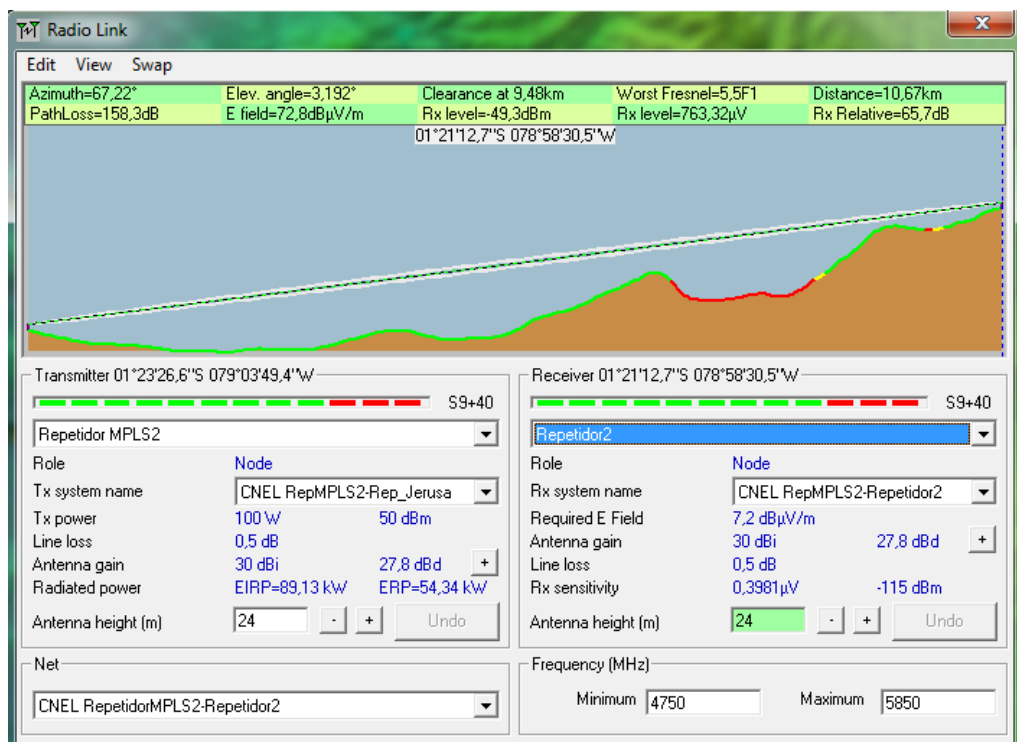 Radio Link
Edit View Swap
Azimuth=67,22° Elev. angle=3,192° Clearance at 9,48km Worst Fresnel=5,5F1 Distance=10,67km
PathLoss=158,3dB E field=72,8dBµV/m Rx level=-49,3dBm Rx level=763,32µV Rx Relative=65,7dB
01°21'12,7"S 078°58'30,5"W
Transmitter 01°23'26,6"S 079°03'49,4"W
S9+40
Repetidor MPLS2
Role Node
Tx system name CNEL RepMPLS2-Rep_Jerusa
Tx power 100 W 50 dBm
Line loss 0,5 dB
Antenna gain 30 dBi 27,8 dBd +
Radiated power EIRP=89,13 kW ERP=54,34 kW
Antenna height (m) 24 - + Undo
Net
CNEL RepetidorMPLS2-Repetidor2
Receiver 01°21'12,7"S 078°58'30,5"W
S9+40
Repetidor2
Role Node
Rx system name CNEL RepMPLS2-Repetidor2
Required E Field 7,2 dBµV/m
Antenna gain 30 dBi 27,8 dBd +
Line loss 0,5 dB
Rx sensitivity 0,3981µV -115 dBm
Antenna height (m) 24 - + Undo
Frequency (MHz)
Minimum 4750 Maximum 5850